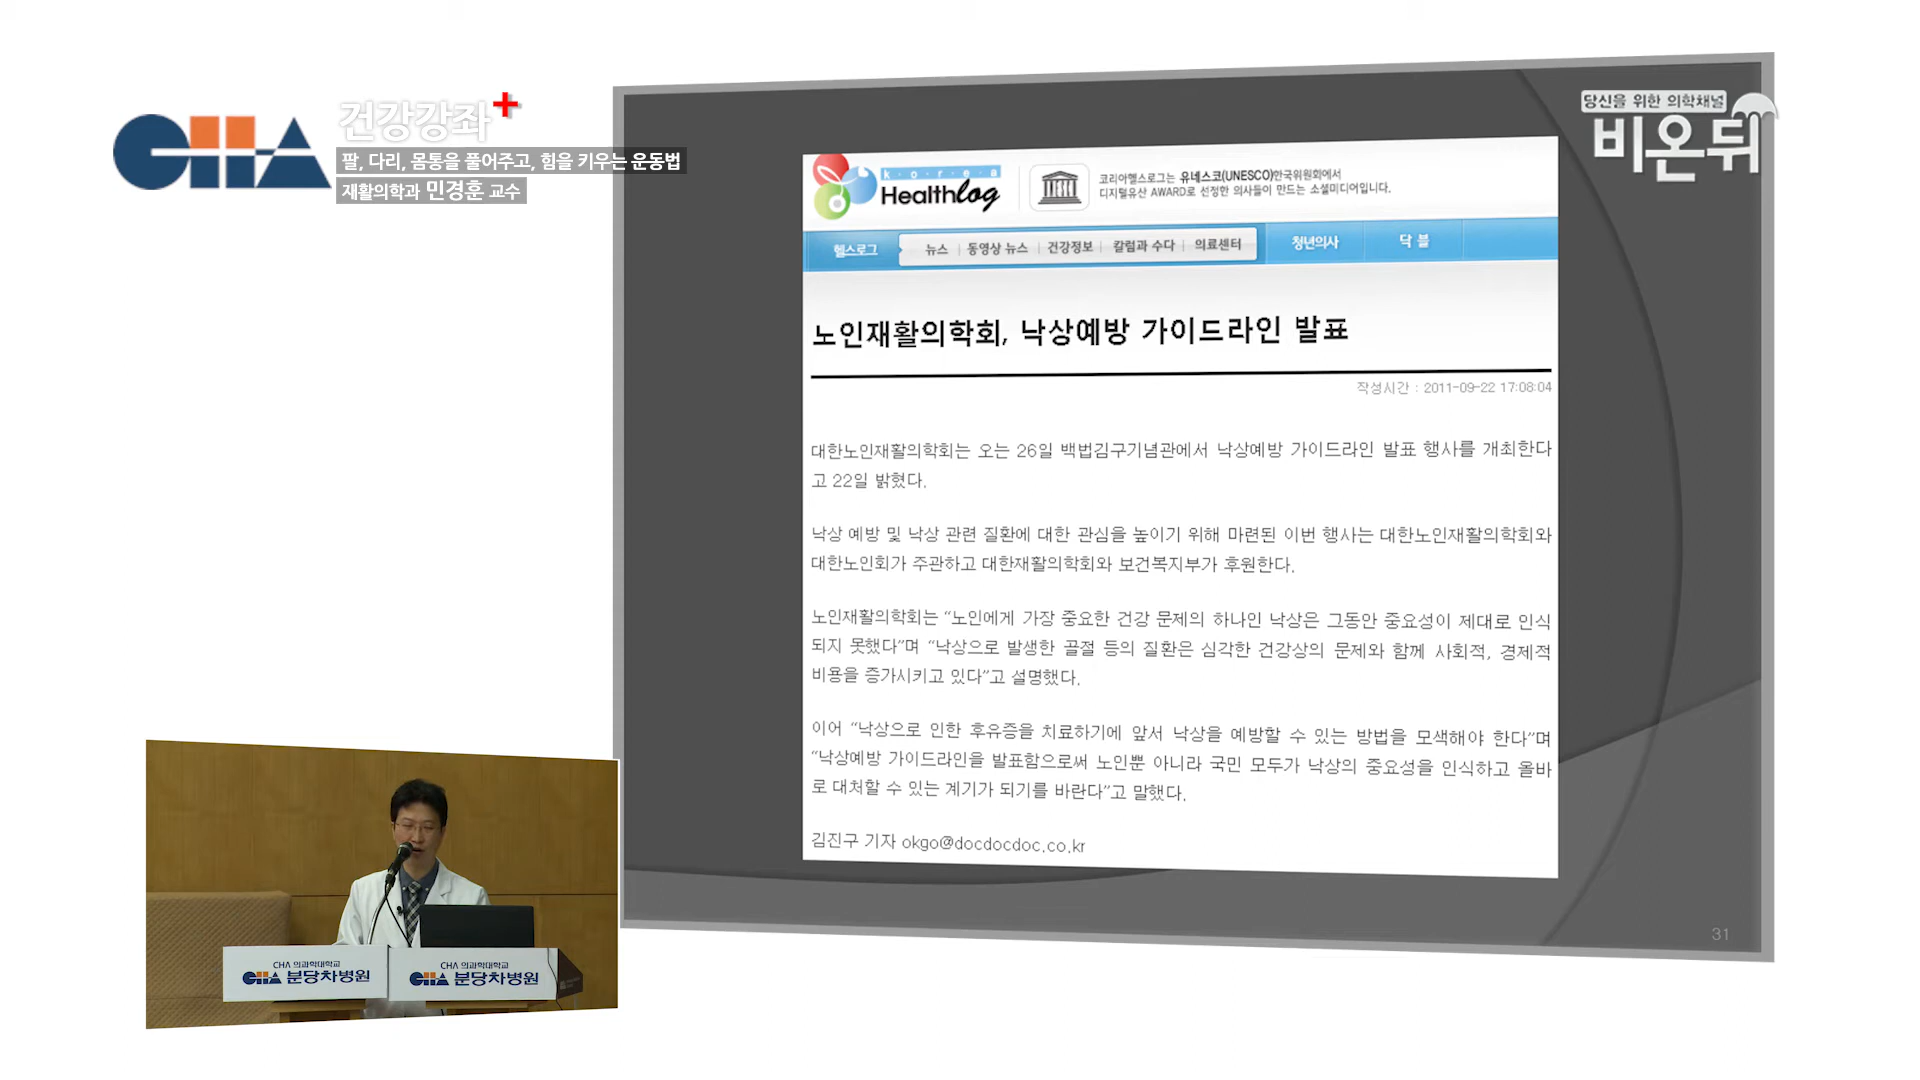 CHA
건강강좌+
팔, 다리, 몸통을 풀어주고, 힘을 키우는 운동법
재활의학과 민경훈 교수
당신을 위한 의학채널
비온뒤
korea
Healthlog
코리아헬스로그는 유네스코(UNESCO)한국위원회에서
디지털유산 AWARD로 선정한 의사들이 만드는 소셜미디어입니다.
헬스로그 뉴스 | 동영상 뉴스 | 건강정보 | 칼럼과 수다 | 의료센터 청년의사 닥블
노인재활의학회, 낙상예방 가이드라인 발표
작성시간 : 2011-09-22 17:08:04
대한노인재활의학회는 오는 26일 백범김구기념관에서 낙상예방 가이드라인 발표 행사를 개최한다
고 22일 밝혔다.
낙상 예방 및 낙상 관련 질환에 대한 관심을 높이기 위해 마련된 이번 행사는 대한노인재활의학회와
대한노인회가 주관하고 대한재활의학회와 보건복지부가 후원한다.
노인재활의학회는 “노인에게 가장 중요한 건강 문제의 하나인 낙상은 그동안 중요성이 제대로 인식
되지 못했다”며 “낙상으로 발생한 골절 등의 질환은 심각한 건강상의 문제와 함께 사회적, 경제적
비용을 증가시키고 있다”고 설명했다.
이어 “낙상으로 인한 후유증을 치료하기에 앞서 낙상을 예방할 수 있는 방법을 모색해야 한다”며
“낙상예방 가이드라인을 발표함으로써 노인뿐 아니라 국민 모두가 낙상의 중요성을 인식하고 올바
로 대처할 수 있는 계기가 되기를 바란다”고 말했다.
김진구 기자 okgo@docdocdoc.co.kr
31
CHA 의과학대학교
CHA 분당차병원
CHA 의과학대학교
CHA 분당차병원